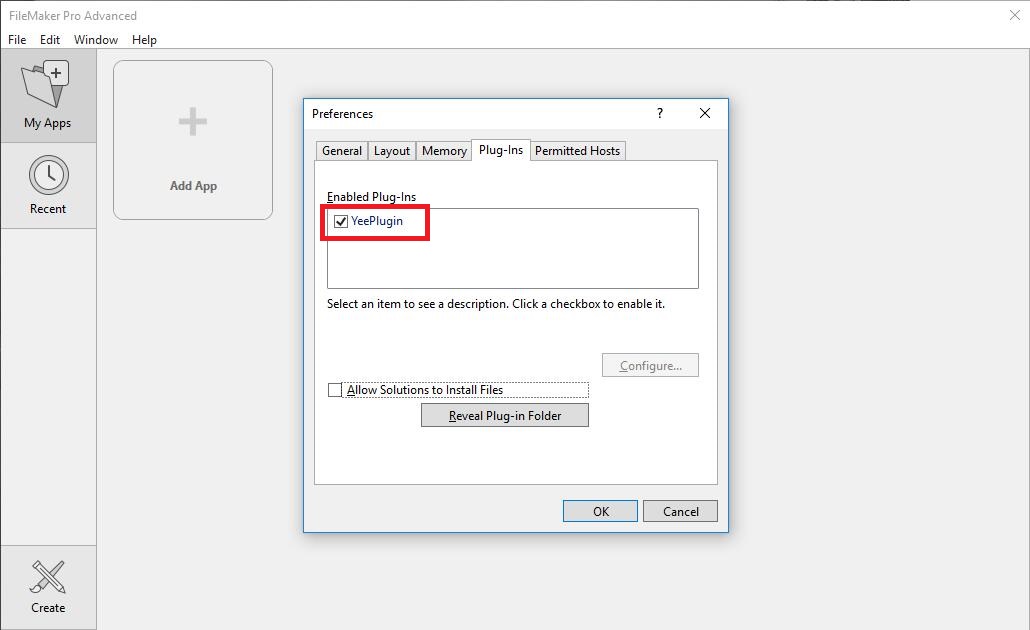 FileMaker Pro Advanced
File Edit Window Help
My Apps
Recent
Create
Add App
Preferences ?
General Layout Memory Plug-Ins Permitted Hosts
Enabled Plug-Ins
YeePlugin
Select an item to see a description. Click a checkbox to enable it.
Configure...
Allow Solutions to Install Files
Reveal Plug-in Folder
OK Cancel